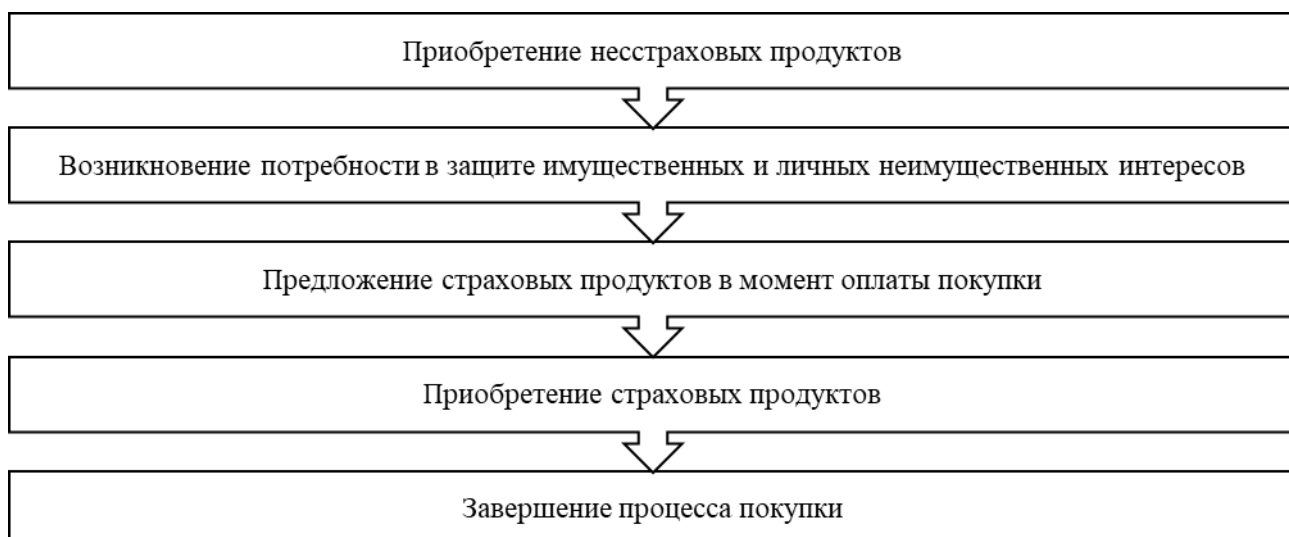 Приобретение несстраховых продуктов
Возникновение потребности в защите имущественных и личных неимущественных интересов
Предложение страховых продуктов в момент оплаты покупки
Приобретение страховых продуктов
Завершение процесса покупки